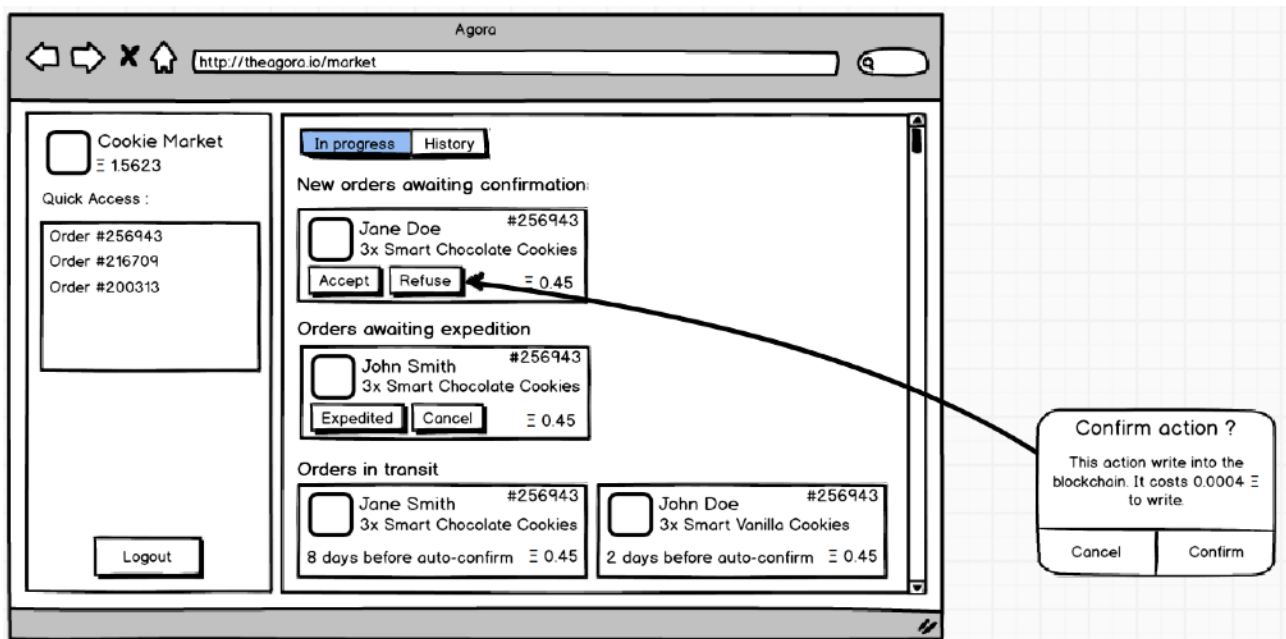 Agora
http://theagora.io/market
Cookie Market
Ξ 1.5623
Quick Access :
Order #256943
Order #216709
Order #200313
Logout
In progress History
New orders awaiting confirmation:
Jane Doe #256943
3x Smart Chocolate Cookies
Accept Refuse Ξ 0.45
Orders awaiting expedition
John Smith #256943
3x Smart Chocolate Cookies
Expedited Cancel Ξ 0.45
Orders in transit
Jane Smith #256943
3x Smart Chocolate Cookies
8 days before auto-confirm Ξ 0.45
John Doe #256943
3x Smart Vanilla Cookies
2 days before auto-confirm Ξ 0.45
Confirm action ?
This action write into the
blockchain. It costs 0.0004 Ξ
to write.
Cancel Confirm